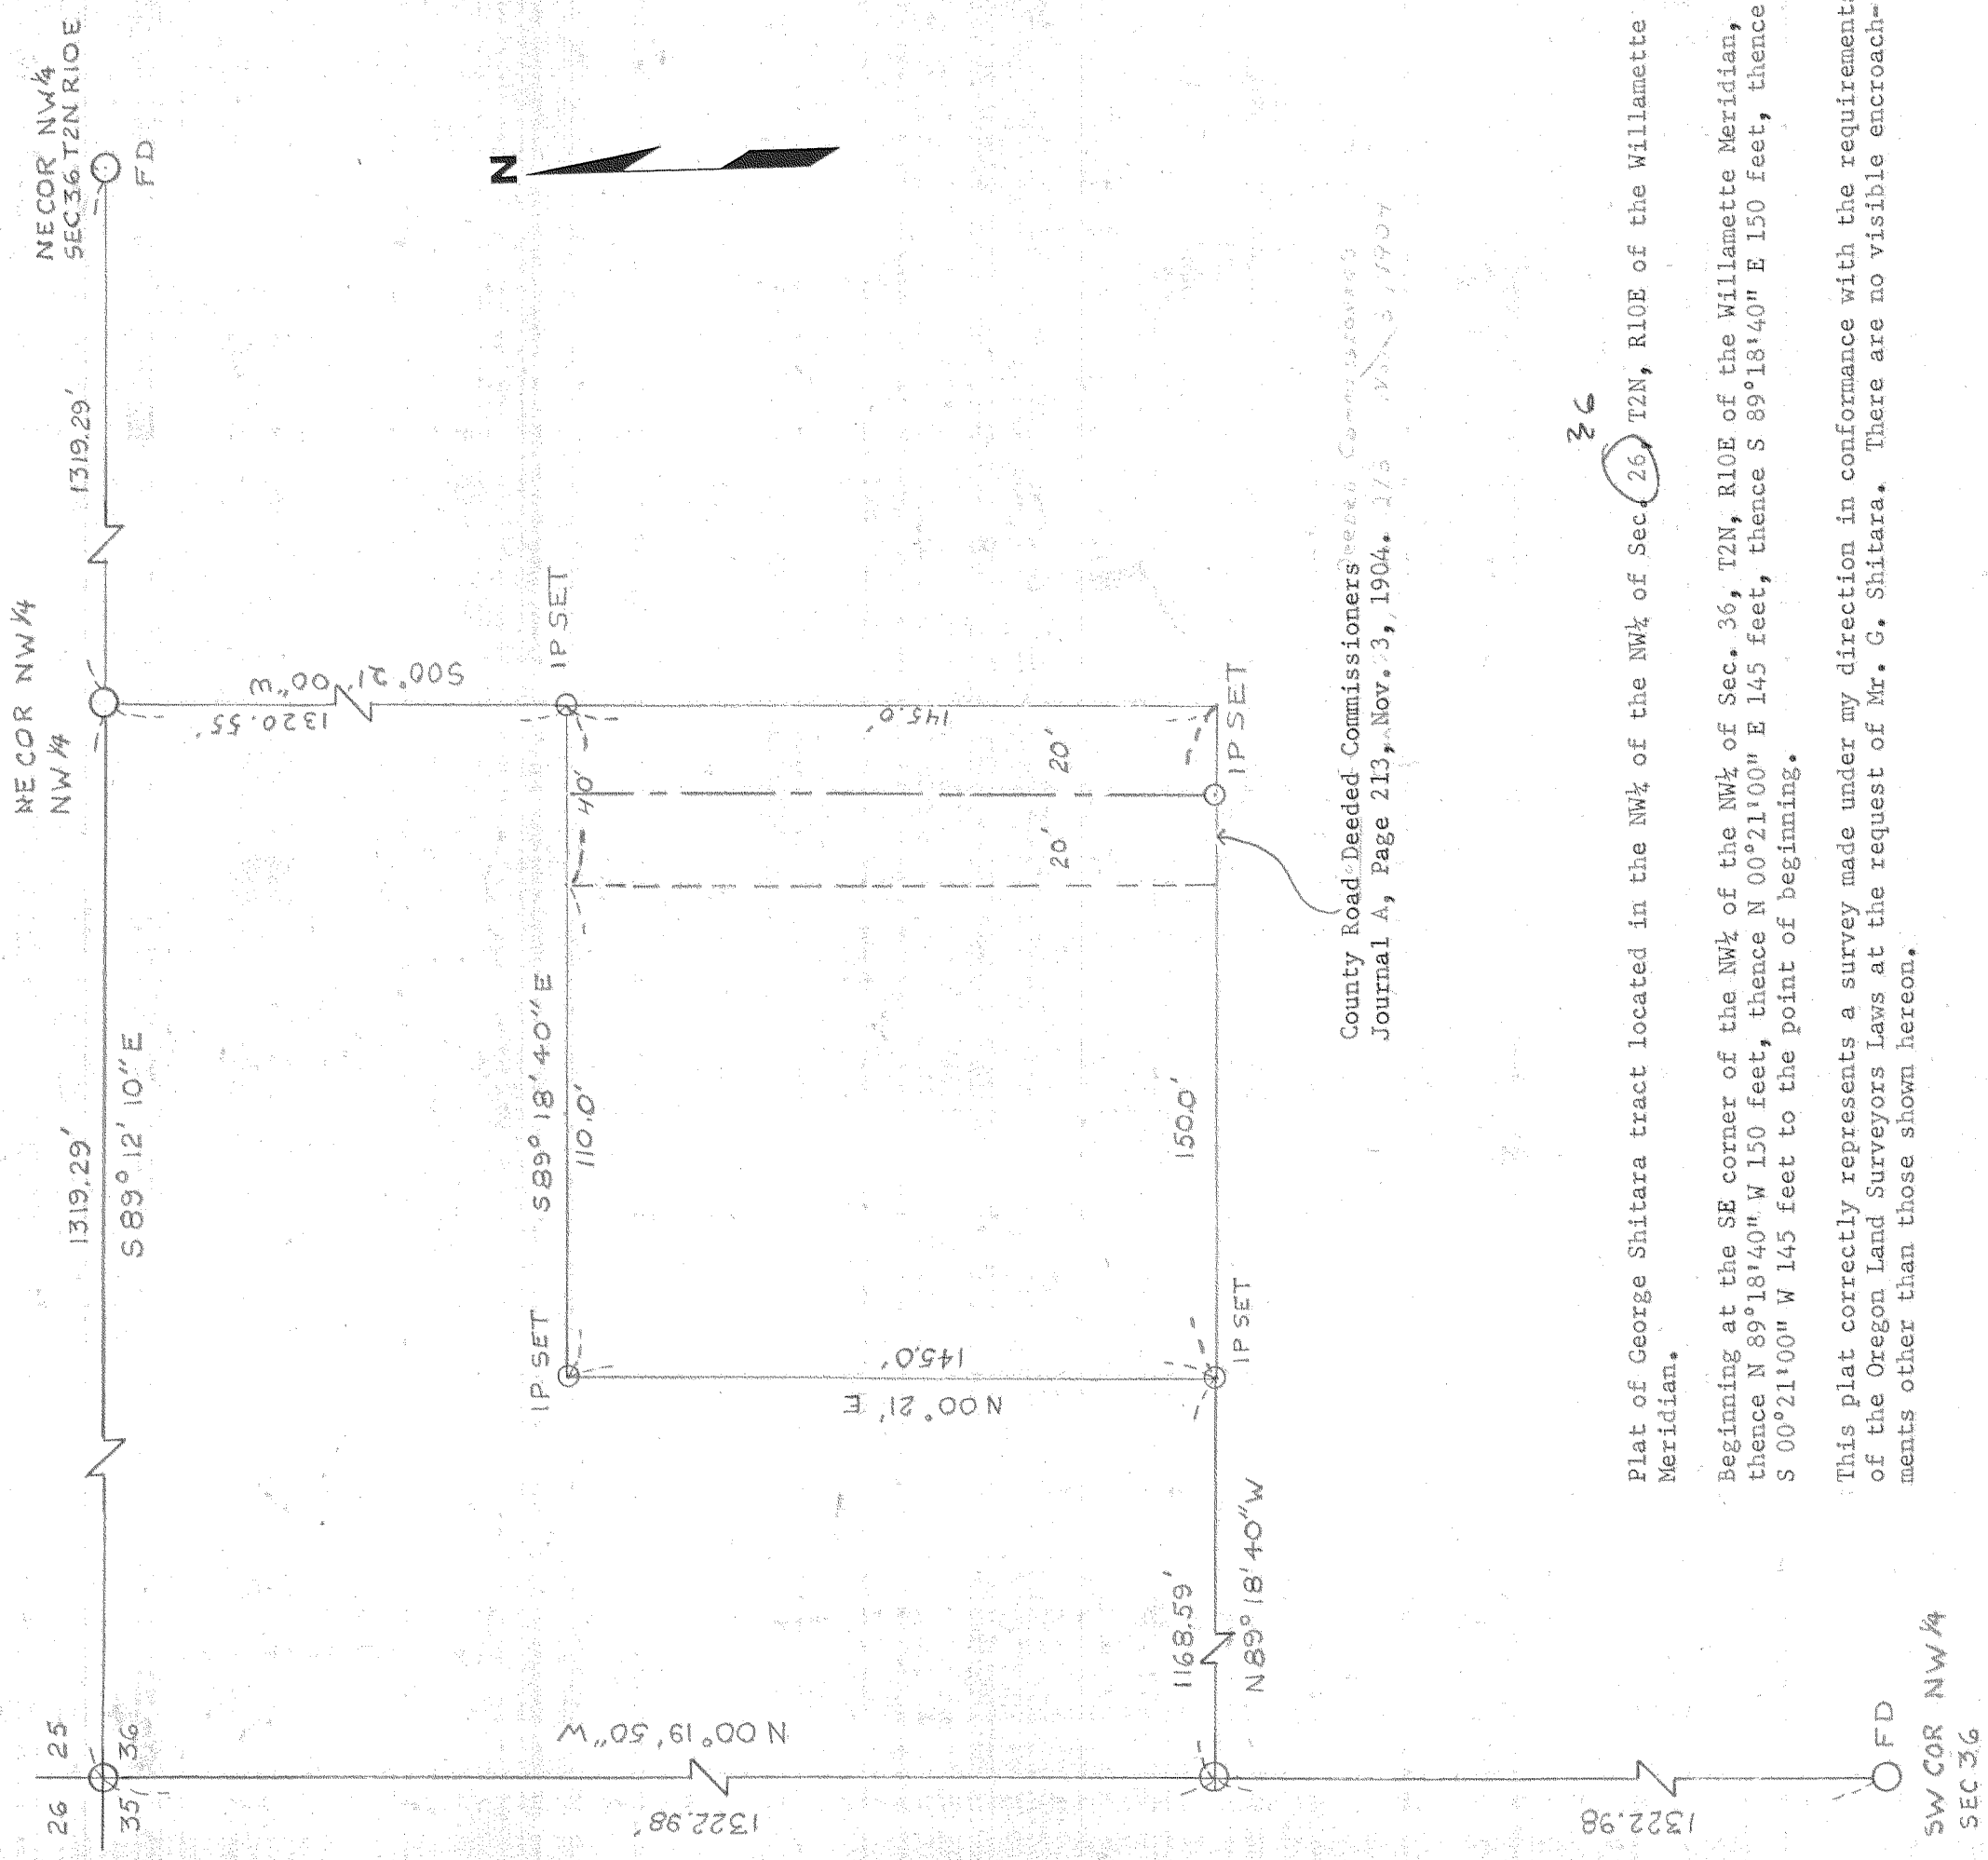 NE COR NW 1/4
NW 1/4
NE COR NW 1/4
SEC 36 T2N R10E
FD
26 25
35 36
1319.29'
S 89° 12' 10" E
1319.29'
N
1320.55'
S 00° 21' 00" W
IP SET
S 89° 18' 40" E
110.0'
40'
IP SET
N 00° 21' E
145.0'
145.0'
20'
20'
N 00° 19' 50" W
1322.98'
1168.59'
N 89° 18' 40" W
IP SET
150.0'
IP SET
County Road Deeded Commissioners
Journal A, Page 213, Nov. 3, 1904.
1322.98
FD
SW COR NW 1/4
SEC 36
36
Plat of George Shitara tract located in the NW¼ of the NW¼ of Sec. 26, T2N, R10E of the Willamette
Meridian.
Beginning at the SE corner of the NW¼ of the NW¼ of Sec. 36, T2N, R10E of the Willamette Meridian,
thence N 89°18'40" W 150 feet, thence N 00°21'00" E 145 feet, thence S 89°18'40" E 150 feet, thence
S 00°21'00" W 145 feet to the point of beginning.
This plat correctly represents a survey made under my direction in conformance with the requirements
of the Oregon Land Surveyors Laws at the request of Mr. G. Shitara. There are no visible encroach-
ments other than those shown hereon.